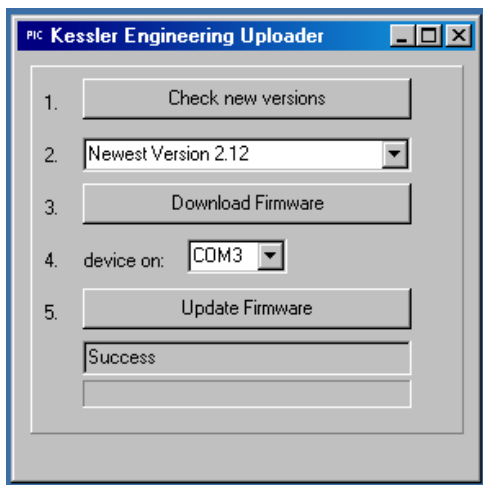 PIC Kessler Engineering Uploader
1. Check new versions
2. Newest Version 2.12
3. Download Firmware
4. device on: COM3
5. Update Firmware
Success